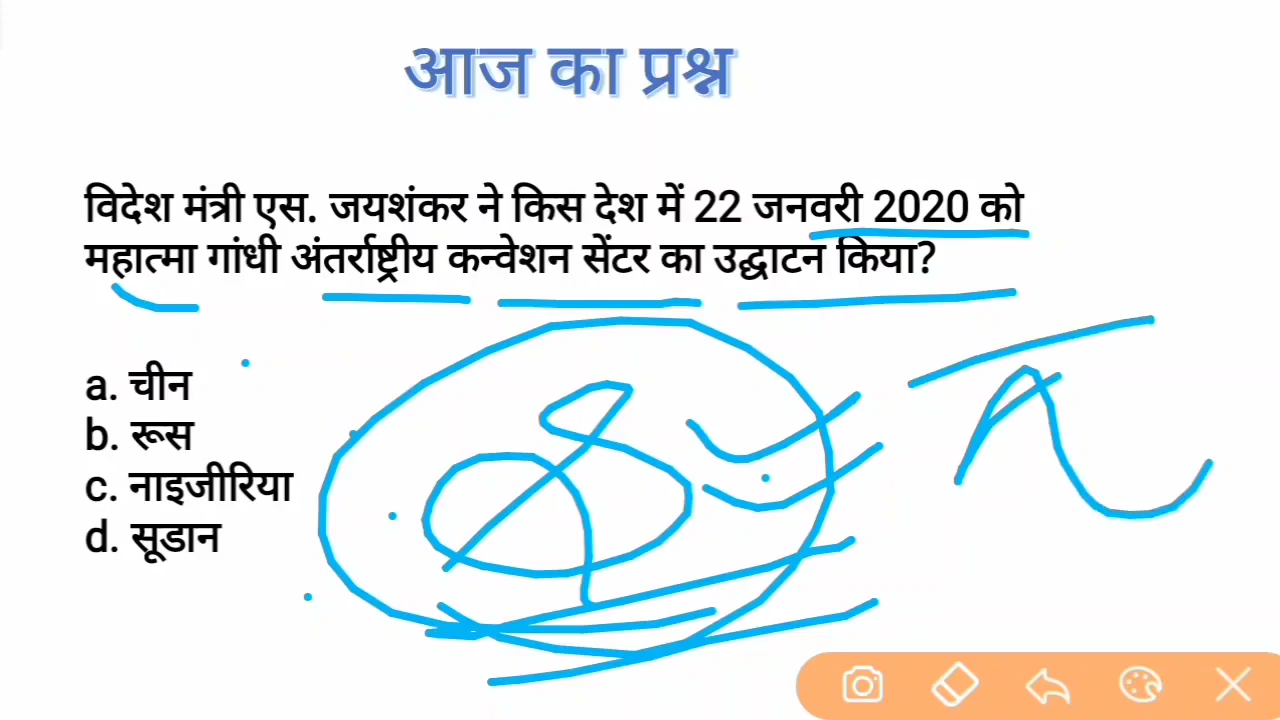 आज का प्रश्न
विदेश मंत्री एस. जयशंकर ने किस देश में 22 जनवरी 2020 को
महात्मा गांधी अंतर्राष्ट्रीय कन्वेशन सेंटर का उद्घाटन किया?
a. चीन
b. रूस
c. नाइजीरिया
d. सूडान